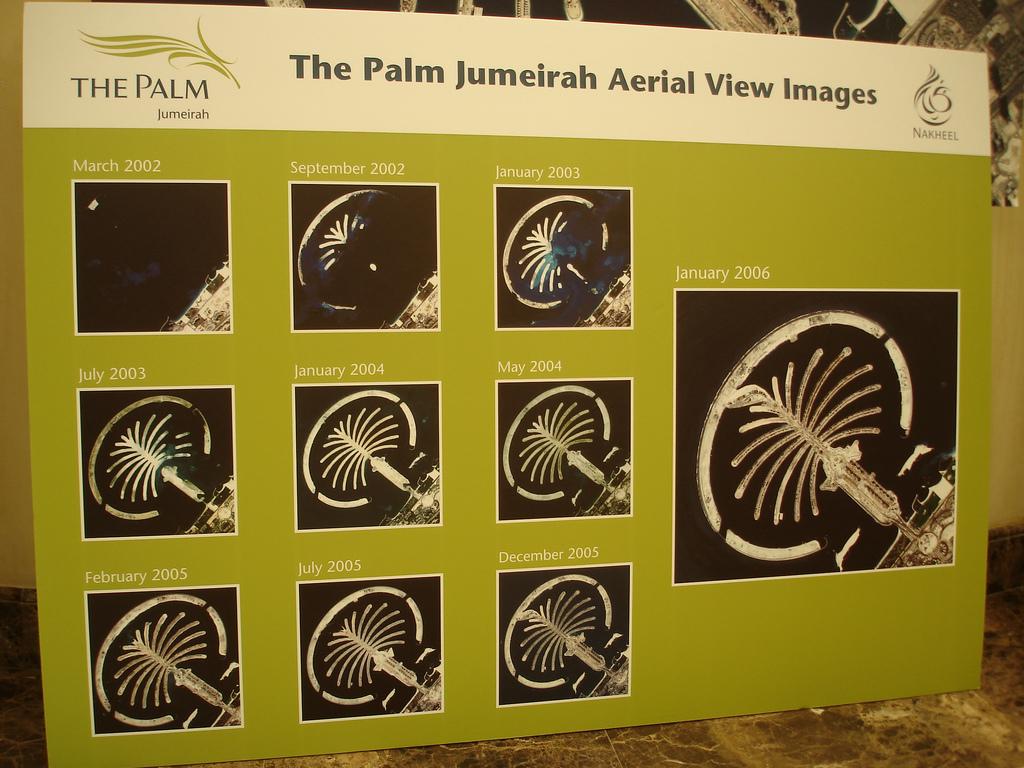 THE PALM
Jumeirah
The Palm Jumeirah Aerial View Images
NAKHEEL
March 2002
September 2002
January 2003
January 2006
July 2003
January 2004
May 2004
February 2005
July 2005
December 2005